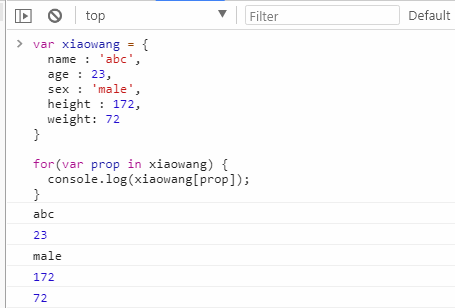 top
Filter
Default
var xiaowang = {
  name : 'abc',
  age : 23,
  sex : 'male',
  height : 172,
  weight: 72
}

for(var prop in xiaowang) {
  console.log(xiaowang[prop]);
}
abc
23
male
172
72